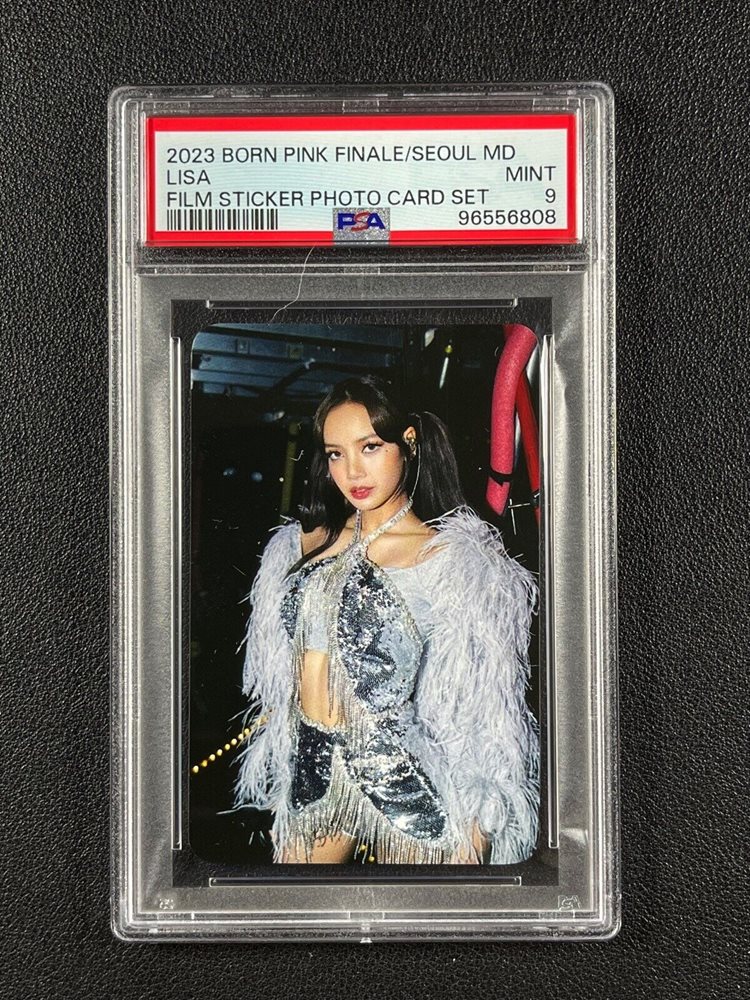 2023 BORN PINK FINALE/SEOUL MD
LISA MINT
FILM STICKER PHOTO CARD SET 9
PSA 96556808